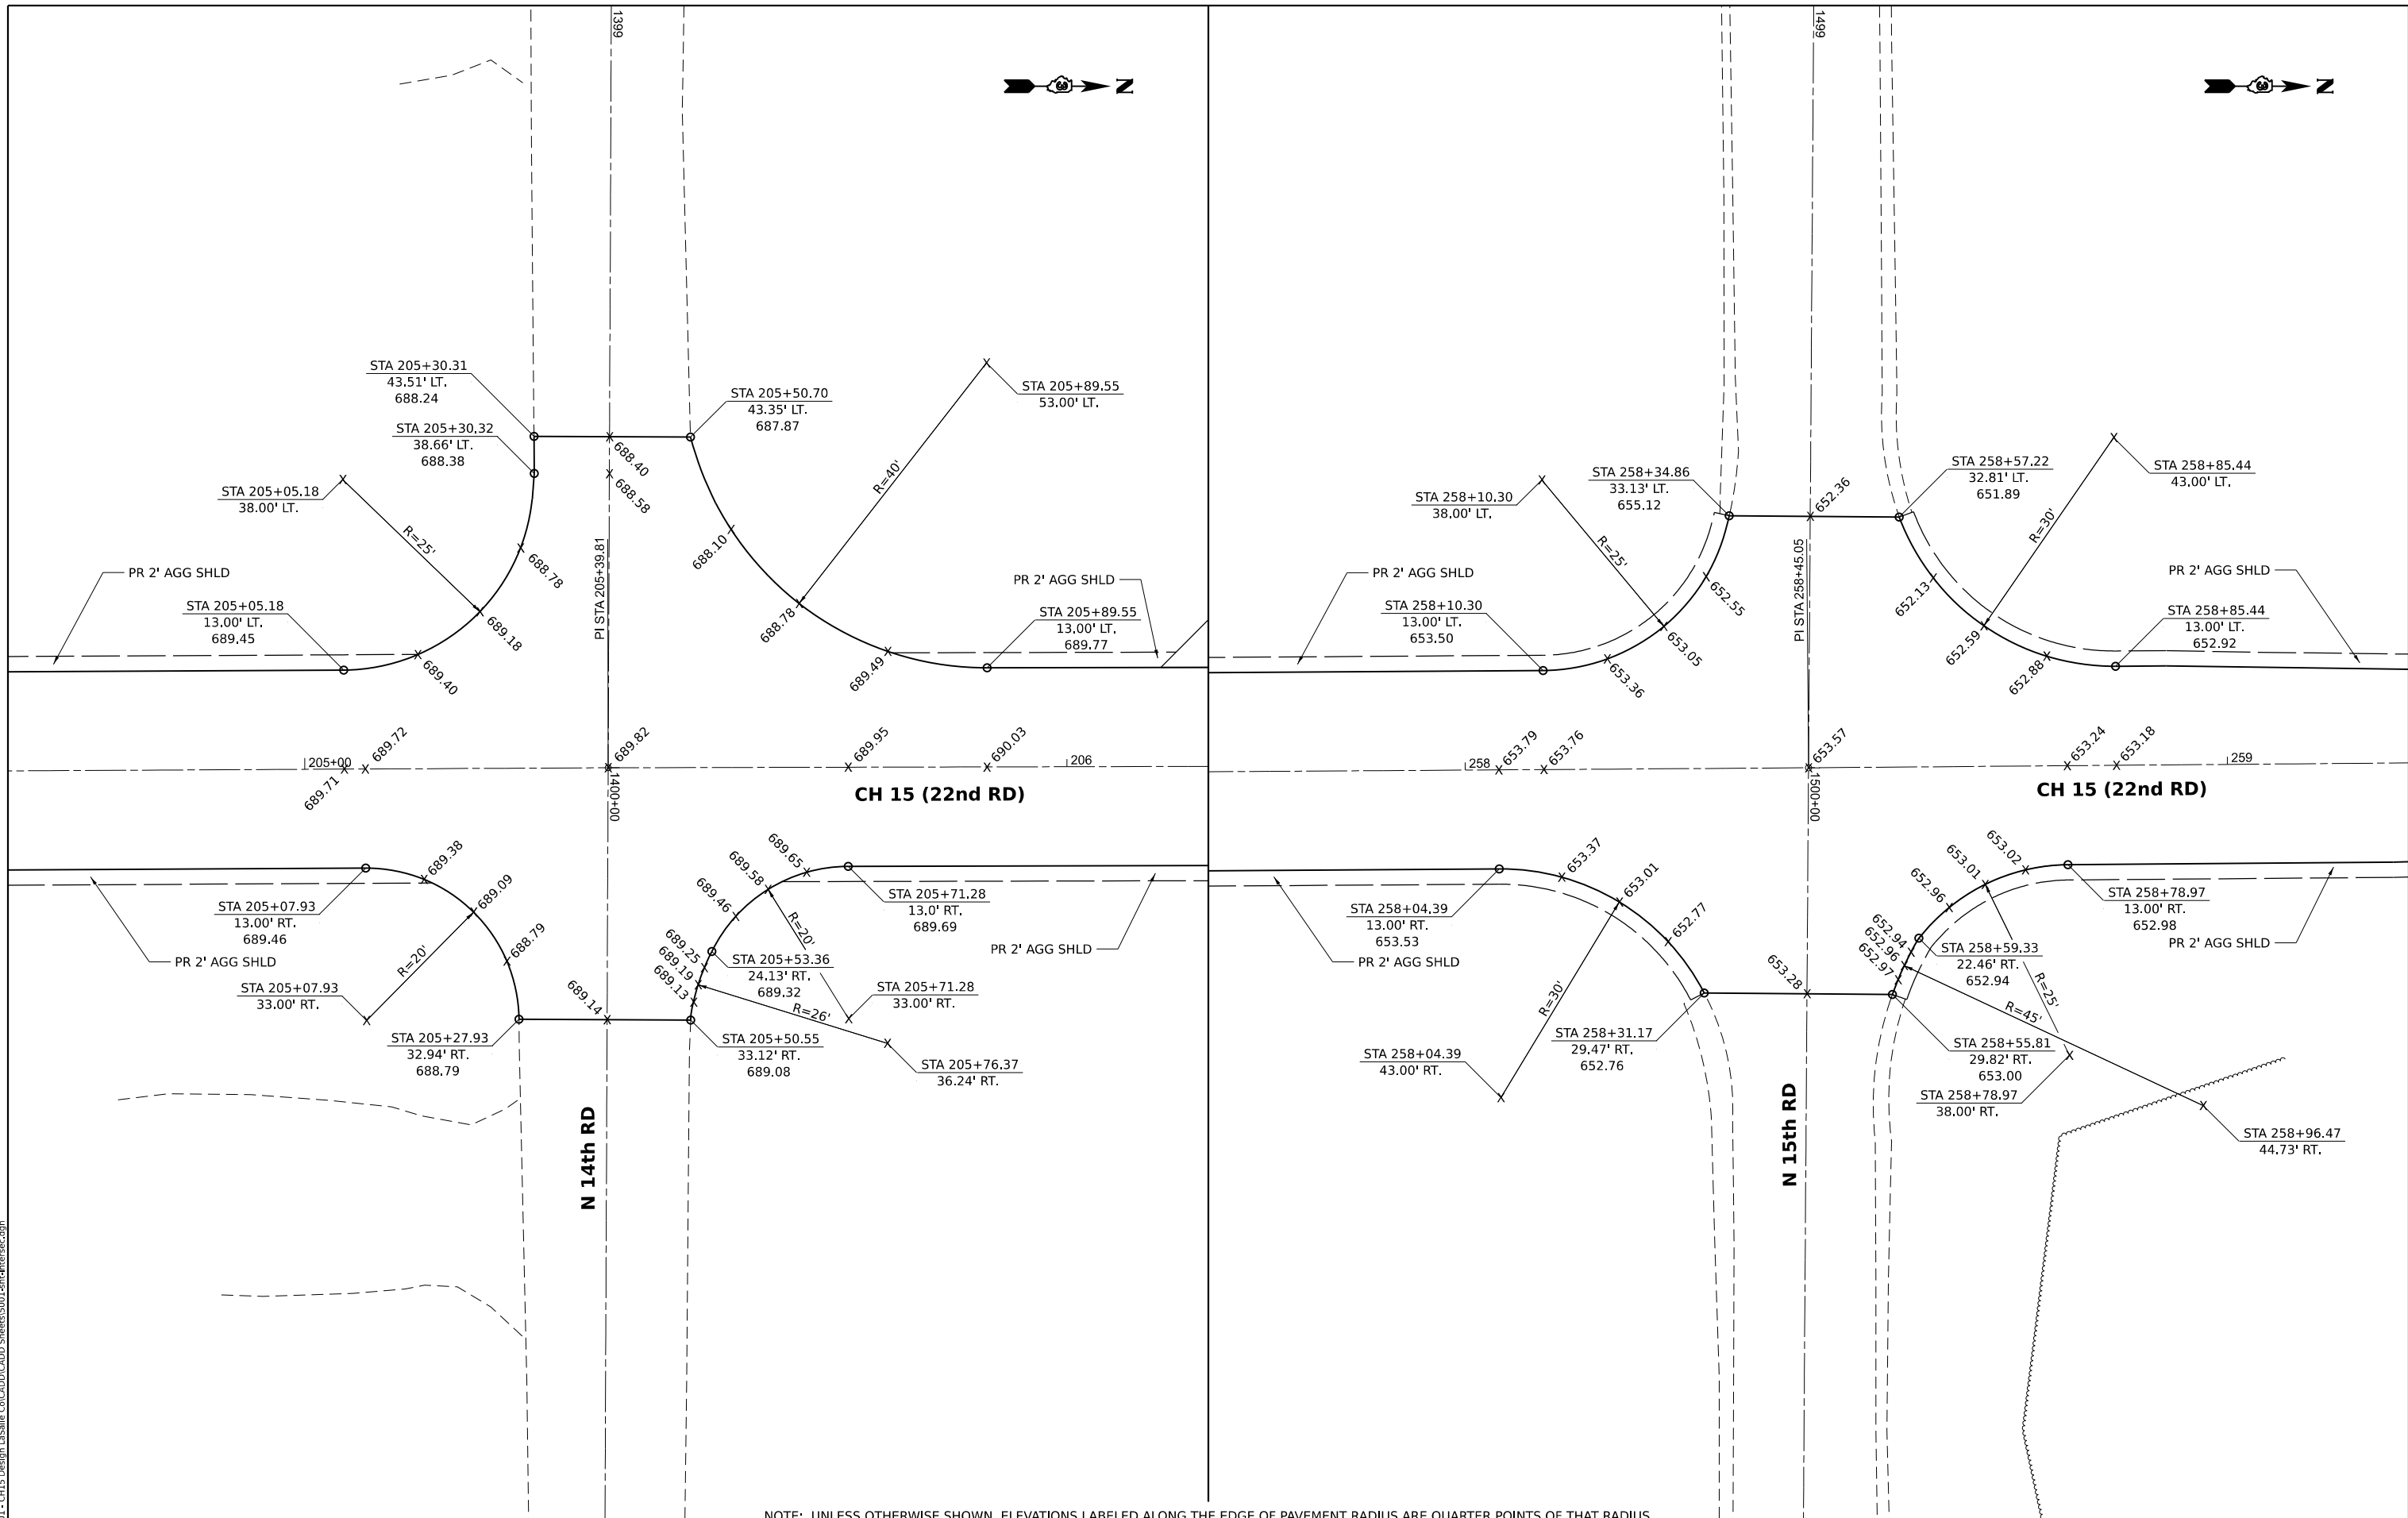 1399
N
STA 205+30.31
43.51' LT.
688.24
STA 205+30.32
38.66' LT.
688.38
STA 205+50.70
43.35' LT.
687.87
STA 205+89.55
53.00' LT.
688.40
688.58
R=40'
STA 205+05.18
38.00' LT.
R=25'
688.10
688.78
PI STA 205+39.81
PR 2' AGG SHLD
PR 2' AGG SHLD
STA 205+05.18
13.00' LT.
689.45
689.18
688.78
STA 205+89.55
13.00' LT.
689.77
689.40
689.49
205+00
689.71
689.72
689.82
689.95
690.03
206
1400+00
CH 15 (22nd RD)
689.38
689.09
688.79
689.65
689.58
689.46
STA 205+07.93
13.00' RT.
689.46
PR 2' AGG SHLD
R=20'
STA 205+07.93
33.00' RT.
689.25
689.19
689.13
R=20'
STA 205+71.28
13.0' RT.
689.69
PR 2' AGG SHLD
STA 205+53.36
24.13' RT.
689.32
STA 205+71.28
33.00' RT.
R=26'
689.14
STA 205+27.93
32.94' RT.
688.79
STA 205+50.55
33.12' RT.
689.08
STA 205+76.37
36.24' RT.
N 14th RD
1499
N
STA 258+34.86
33.13' LT.
655.12
652.36
STA 258+57.22
32.81' LT.
651.89
STA 258+85.44
43.00' LT.
STA 258+10.30
38.00' LT.
R=25'
R=30'
PI STA 258+45.05
PR 2' AGG SHLD
PR 2' AGG SHLD
652.55
652.13
STA 258+10.30
13.00' LT.
653.50
653.05
652.59
STA 258+85.44
13.00' LT.
652.92
653.36
652.88
258
653.79
653.76
653.57
653.24
653.18
259
1500+00
CH 15 (22nd RD)
653.37
653.01
652.77
653.02
653.01
652.96
STA 258+04.39
13.00' RT.
653.53
PR 2' AGG SHLD
652.94
652.96
652.97
STA 258+78.97
13.00' RT.
652.98
PR 2' AGG SHLD
STA 258+59.33
22.46' RT.
652.94
653.28
R=25'
R=45'
R=30'
STA 258+31.17
29.47' RT.
652.76
STA 258+04.39
43.00' RT.
STA 258+55.81
29.82' RT.
653.00
STA 258+78.97
38.00' RT.
STA 258+96.47
44.73' RT.
N 15th RD
NOTE: UNLESS OTHERWISE SHOWN, ELEVATIONS LABELED ALONG THE EDGE OF PAVEMENT RADIUS ARE QUARTER POINTS OF THAT RADIUS